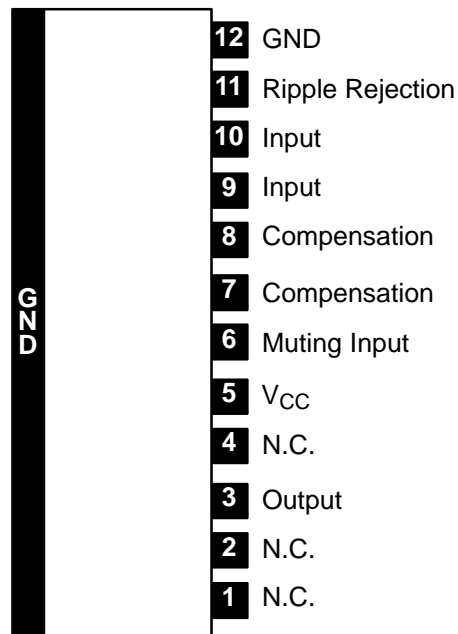 12 GND
11 Ripple Rejection
10 Input
9 Input
8 Compensation
7 Compensation
GND
6 Muting Input
5 VCC
4 N.C.
3 Output
2 N.C.
1 N.C.